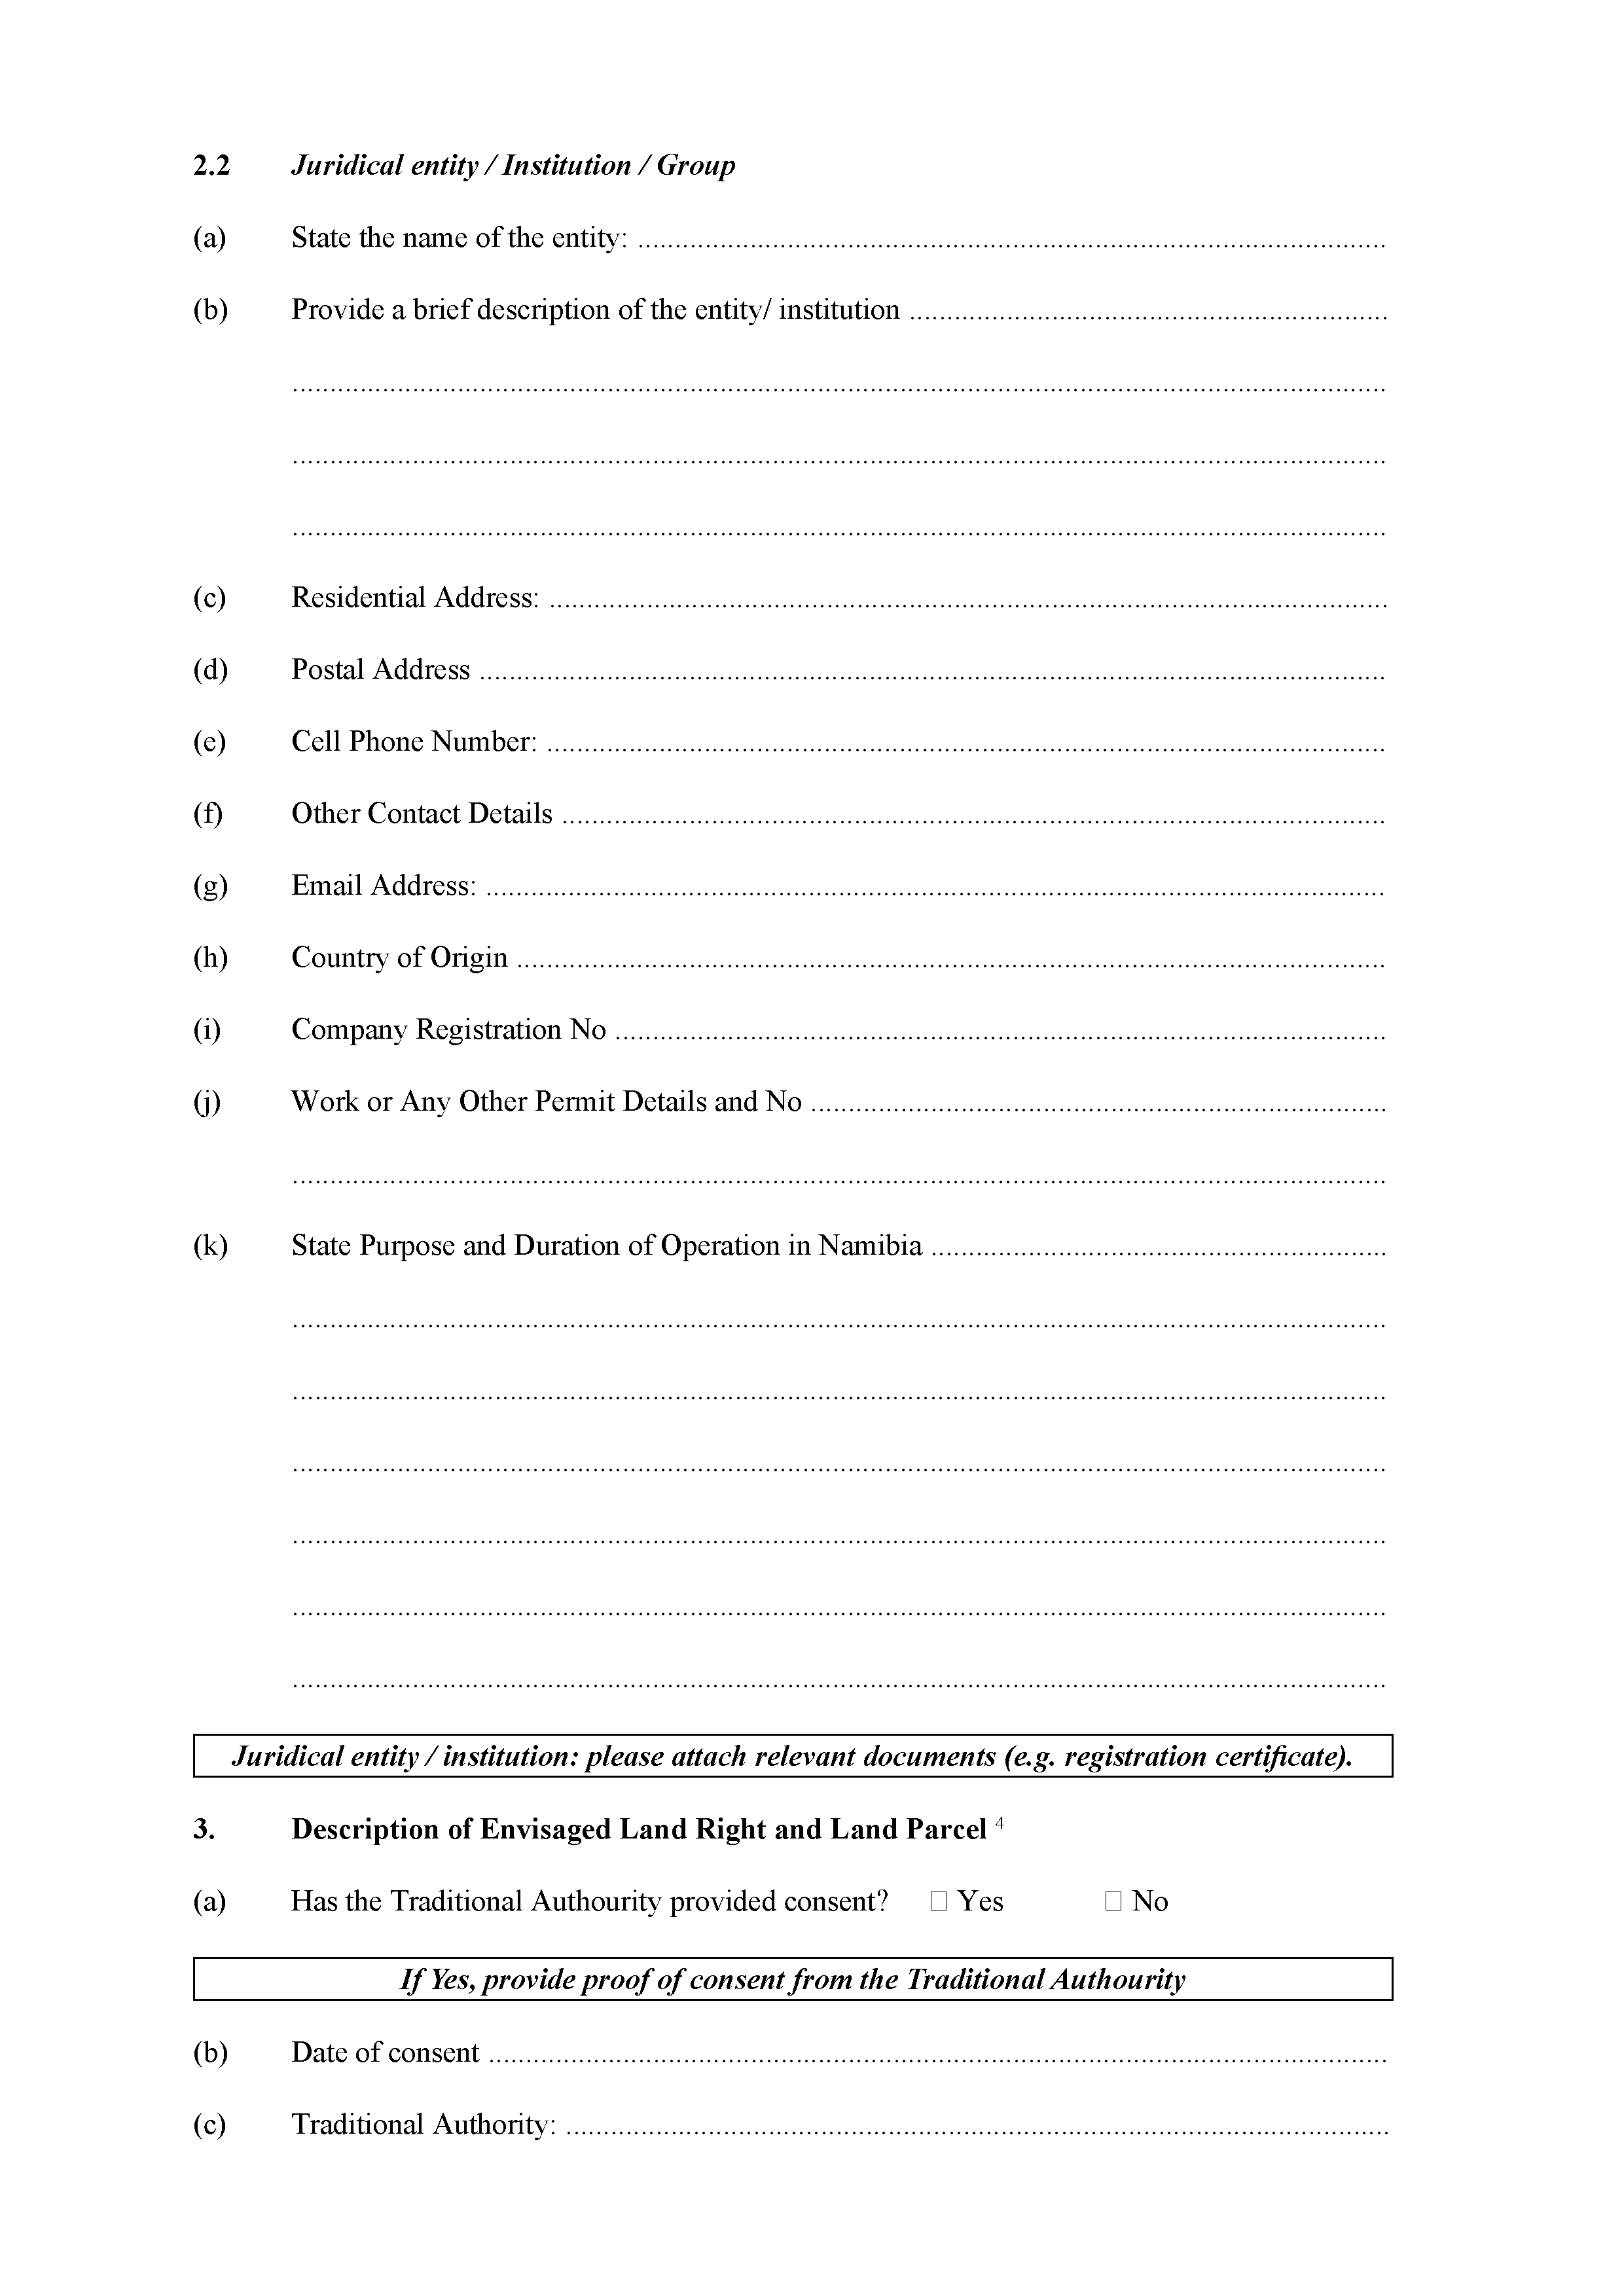 2.2 Juridical entity / Institution / Group
(a) State the name of the entity: ....................................................................................................
(b) Provide a brief description of the entity/ institution ................................................................
....................................................................................................................................................
....................................................................................................................................................
....................................................................................................................................................
(c) Residential Address: .................................................................................................................
(d) Postal Address ..........................................................................................................................
(e) Cell Phone Number: .................................................................................................................
(f) Other Contact Details ...............................................................................................................
(g) Email Address: .........................................................................................................................
(h) Country of Origin .....................................................................................................................
(i) Company Registration No ........................................................................................................
(j) Work or Any Other Permit Details and No .............................................................................
....................................................................................................................................................
(k) State Purpose and Duration of Operation in Namibia .............................................................
....................................................................................................................................................
....................................................................................................................................................
....................................................................................................................................................
....................................................................................................................................................
....................................................................................................................................................
....................................................................................................................................................
Juridical entity / institution: please attach relevant documents (e.g. registration certificate).
3. Description of Envisaged Land Right and Land Parcel 4
(a) Has the Traditional Authourity provided consent? □ Yes □ No
If Yes, provide proof of consent from the Traditional Authourity
(b) Date of consent .........................................................................................................................
(c) Traditional Authority: ...............................................................................................................